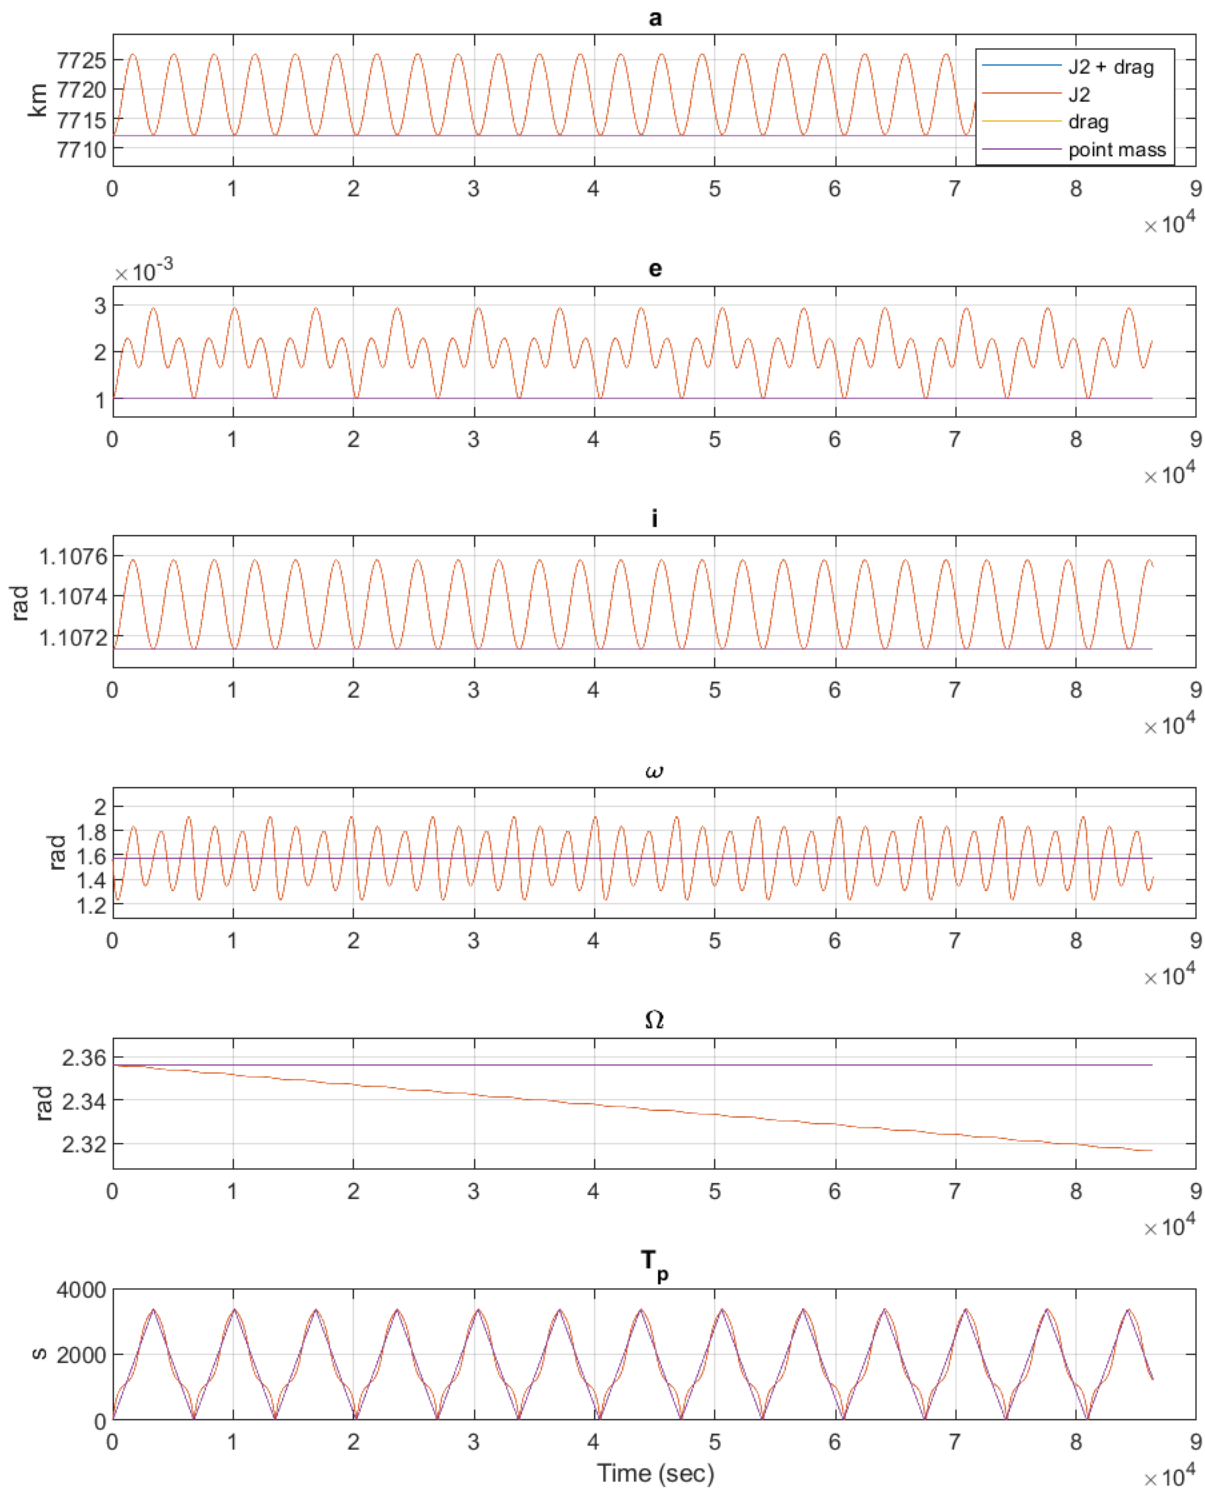 a
7725
7720
7715
7710
km
J2 + drag
J2
drag
point mass
0 1 2 3 4 5 6 7 8 9
×10^4
×10^-3
e
3
2
1
0 1 2 3 4 5 6 7 8 9
×10^4
i
1.1076
1.1074
1.1072
rad
0 1 2 3 4 5 6 7 8 9
×10^4
ω
2
1.8
1.6
1.4
1.2
rad
0 1 2 3 4 5 6 7 8 9
×10^4
Ω
2.36
2.34
2.32
rad
0 1 2 3 4 5 6 7 8 9
×10^4
T_p
4000
2000
0
s
0 1 2 3 4 5 6 7 8 9
Time (sec)
×10^4